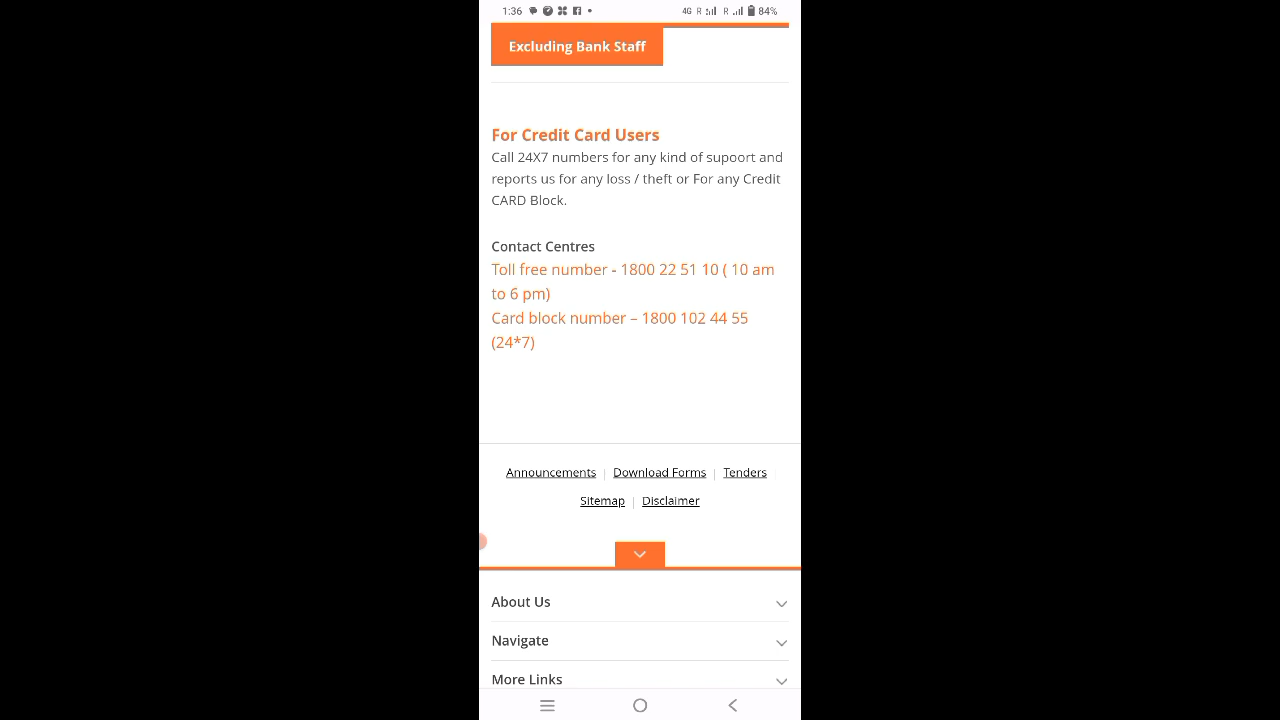 1:36 4G R R 84%
Excluding Bank Staff
For Credit Card Users
Call 24X7 numbers for any kind of supoort and
reports us for any loss / theft or For any Credit
CARD Block.
Contact Centres
Toll free number - 1800 22 51 10 ( 10 am
to 6 pm)
Card block number – 1800 102 44 55
(24*7)
Announcements | Download Forms | Tenders
Sitemap | Disclaimer
About Us
Navigate
More Links